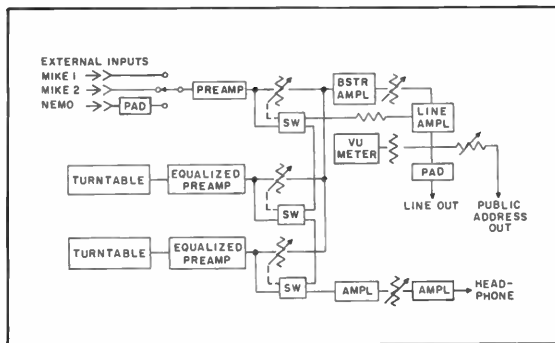 EXTERNAL INPUTS
MIKE 1
MIKE 2
NEMO
PAD
PREAMP
SW
BSTR
AMPL
LINE
AMPL
VU
METER
PAD
LINE OUT
PUBLIC
ADDRESS
OUT
TURNTABLE
EQUALIZED
PREAMP
SW
TURNTABLE
EQUALIZED
PREAMP
SW
AMPL
AMPL
HEAD-
PHONE